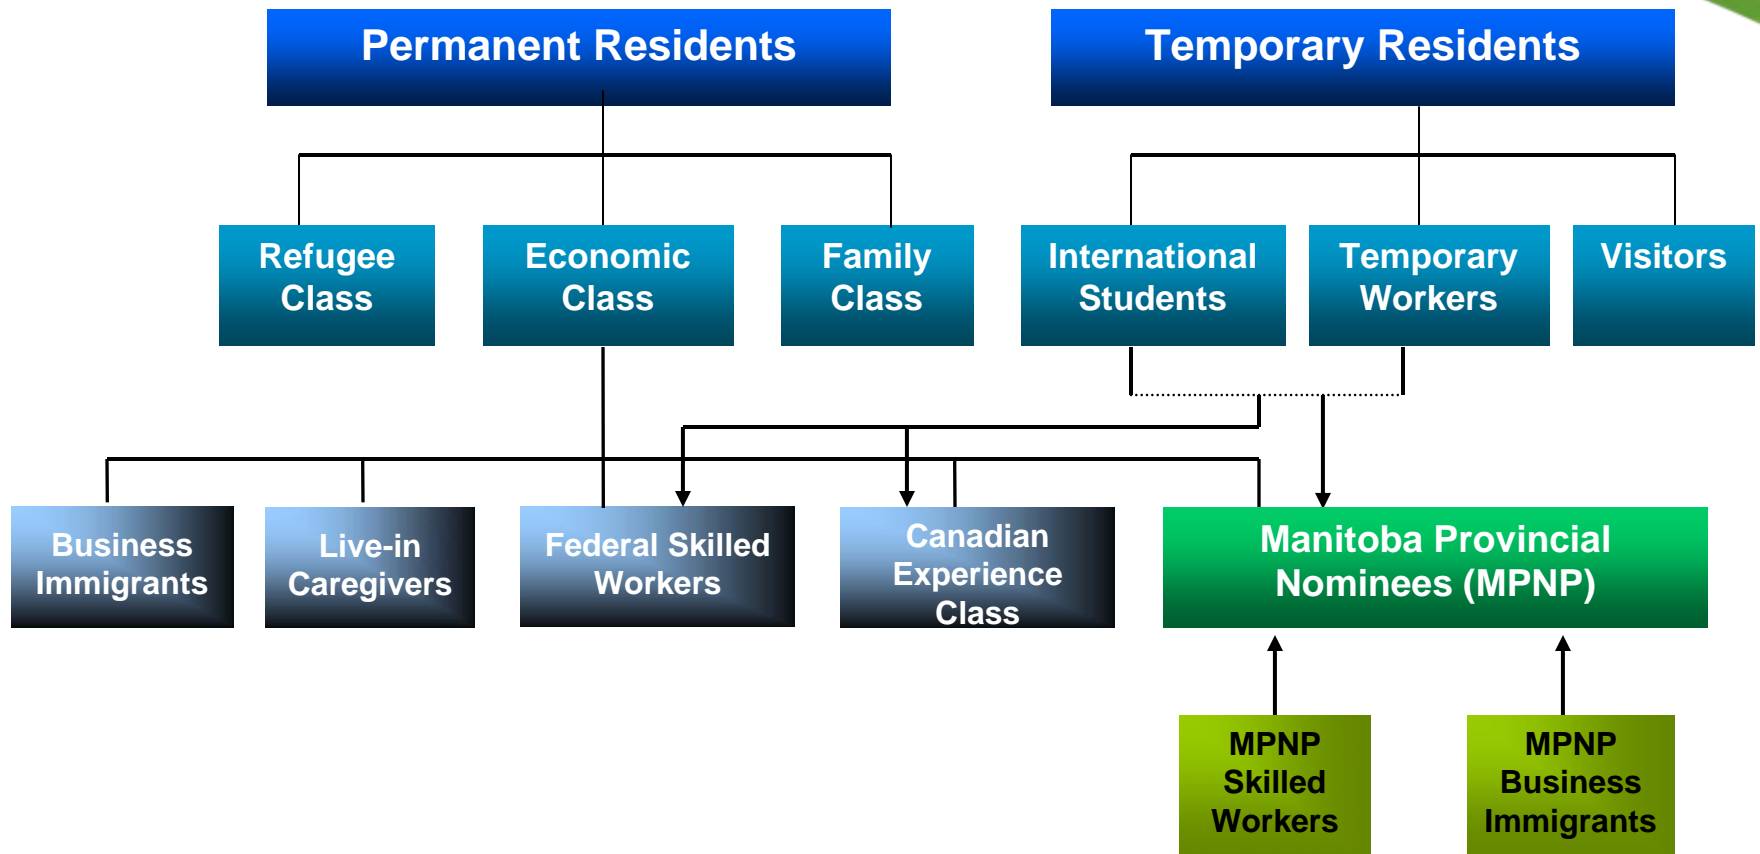 Permanent Residents
Temporary Residents
Refugee
Class
Economic
Class
Family
Class
International
Students
Temporary
Workers
Visitors
Business
Immigrants
Live-in
Caregivers
Federal Skilled
Workers
Canadian
Experience
Class
Manitoba Provincial
Nominees (MPNP)
MPNP
Skilled
Workers
MPNP
Business
Immigrants